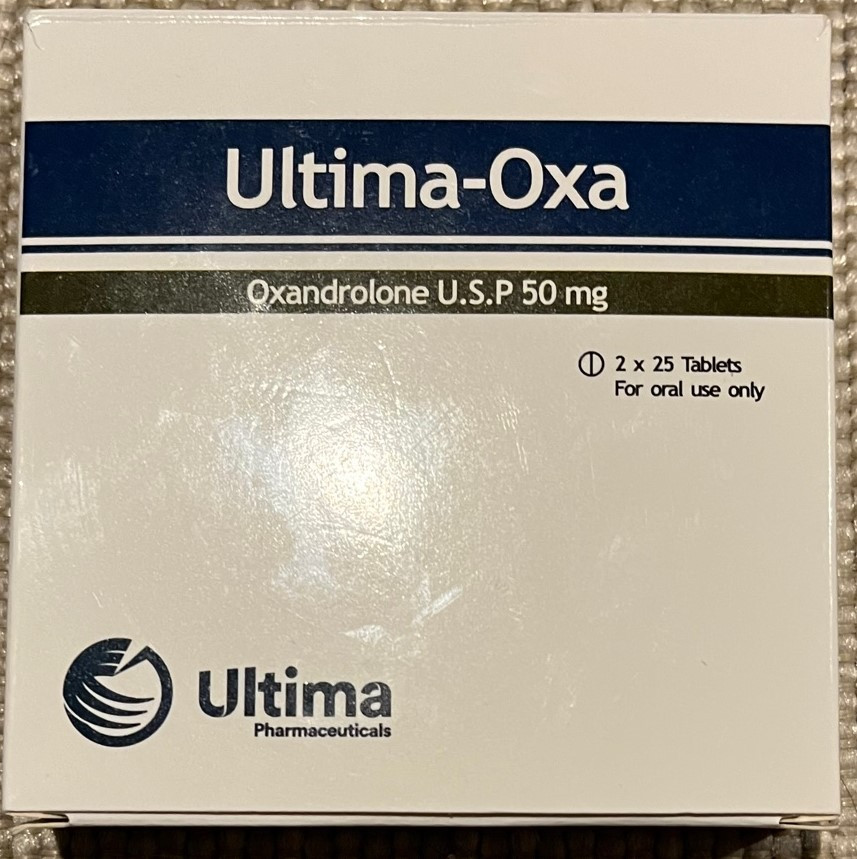 Ultima-Oxa
Oxandrolone U.S.P 50 mg
2 x 25 Tablets
For oral use only
Ultima
Pharmaceuticals